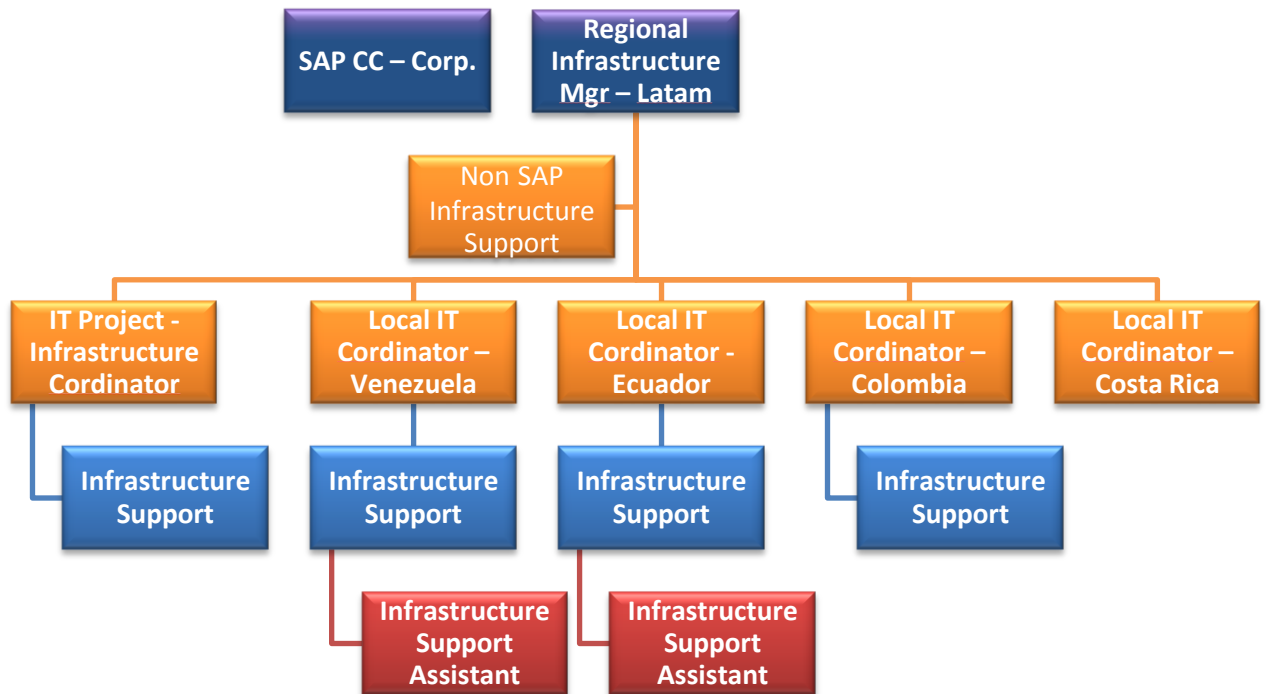 SAP CC – Corp.
Regional
Infrastructure
Mgr – Latam
Non SAP
Infrastructure
Support
IT Project -
Infrastructure
Cordinator
Local IT
Cordinator –
Venezuela
Local IT
Cordinator -
Ecuador
Local IT
Cordinator –
Colombia
Local IT
Cordinator –
Costa Rica
Infrastructure
Support
Infrastructure
Support
Infrastructure
Support
Infrastructure
Support
Infrastructure
Support
Assistant
Infrastructure
Support
Assistant